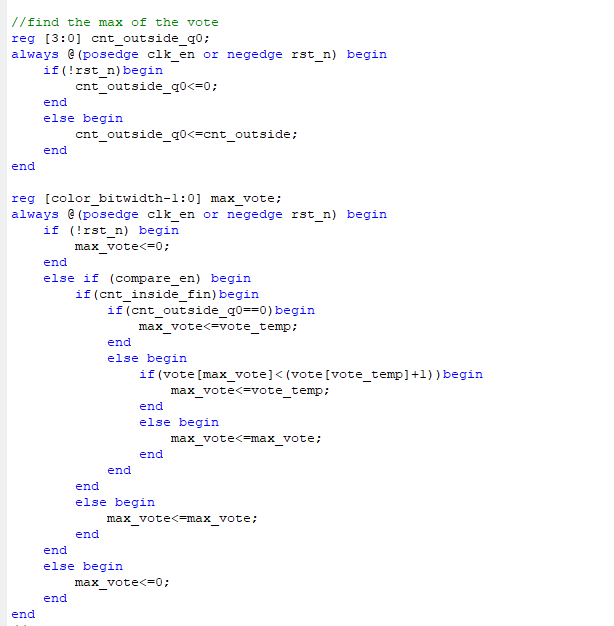 //find the max of the vote
reg [3:0] cnt_outside_q0;
always @(posedge clk_en or negedge rst_n) begin
    if(!rst_n)begin
        cnt_outside_q0<=0;
    end
    else begin
        cnt_outside_q0<=cnt_outside;
    end
end

reg [color_bitwidth-1:0] max_vote;
always @(posedge clk_en or negedge rst_n) begin
    if (!rst_n) begin
        max_vote<=0;
    end
    else if (compare_en) begin
        if(cnt_inside_fin)begin
            if(cnt_outside_q0==0)begin
                max_vote<=vote_temp;
            end
            else begin
                if(vote[max_vote]<(vote[vote_temp]+1))begin
                    max_vote<=vote_temp;
                end
                else begin
                    max_vote<=max_vote;
                end
            end
        end
        else begin
            max_vote<=max_vote;
        end
    end
    else begin
        max_vote<=0;
    end
end